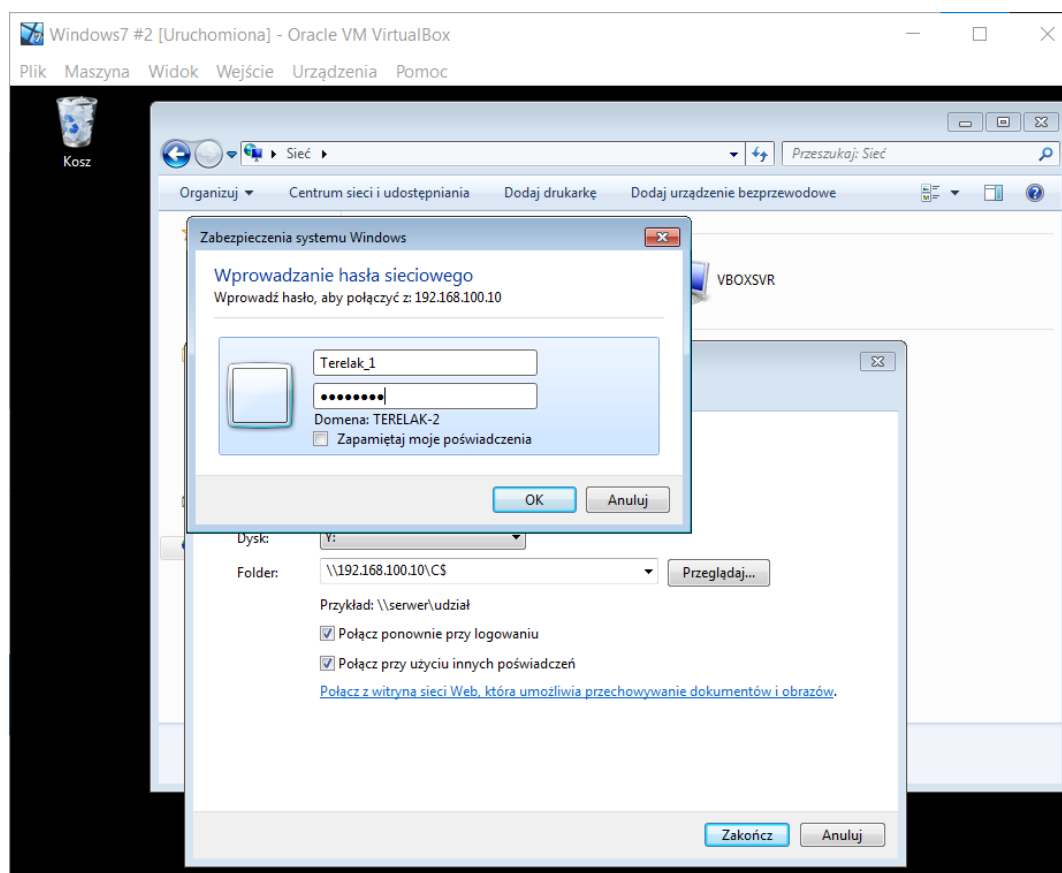 Windows7 #2 [Uruchomiona] - Oracle VM VirtualBox
Plik Maszyna Widok Wejście Urządzenia Pomoc
Kosz
Sieć
Przeszukaj: Sieć
Organizuj
Centrum sieci i udostępniania
Dodaj drukarkę
Dodaj urządzenie bezprzewodowe
Zabezpieczenia systemu Windows
Wprowadzanie hasła sieciowego
Wprowadź hasło, aby połączyć z: 192.168.100.10
VBOXSVR
Terelak_1
●●●●●●●●
Domena: TERELAK-2
Zapamiętaj moje poświadczenia
OK
Anuluj
Dysk: Y:
Folder: \\192.168.100.10\C$
Przeglądaj...
Przykład: \\serwer\udział
Połącz ponownie przy logowaniu
Połącz przy użyciu innych poświadczeń
Połącz z witryna sieci Web, która umożliwia przechowywanie dokumentów i obrazów.
Zakończ
Anuluj